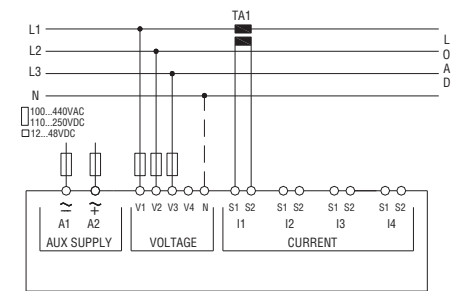 TA1
L1
L2
L3
N
LOAD
100...440VAC
110...250VDC
12...48VDC
V1 V2 V3 V4 N S1 S2 S1 S2 S1 S2 S1 S2
A1 A2 I1 I2 I3 I4
AUX SUPPLY VOLTAGE CURRENT